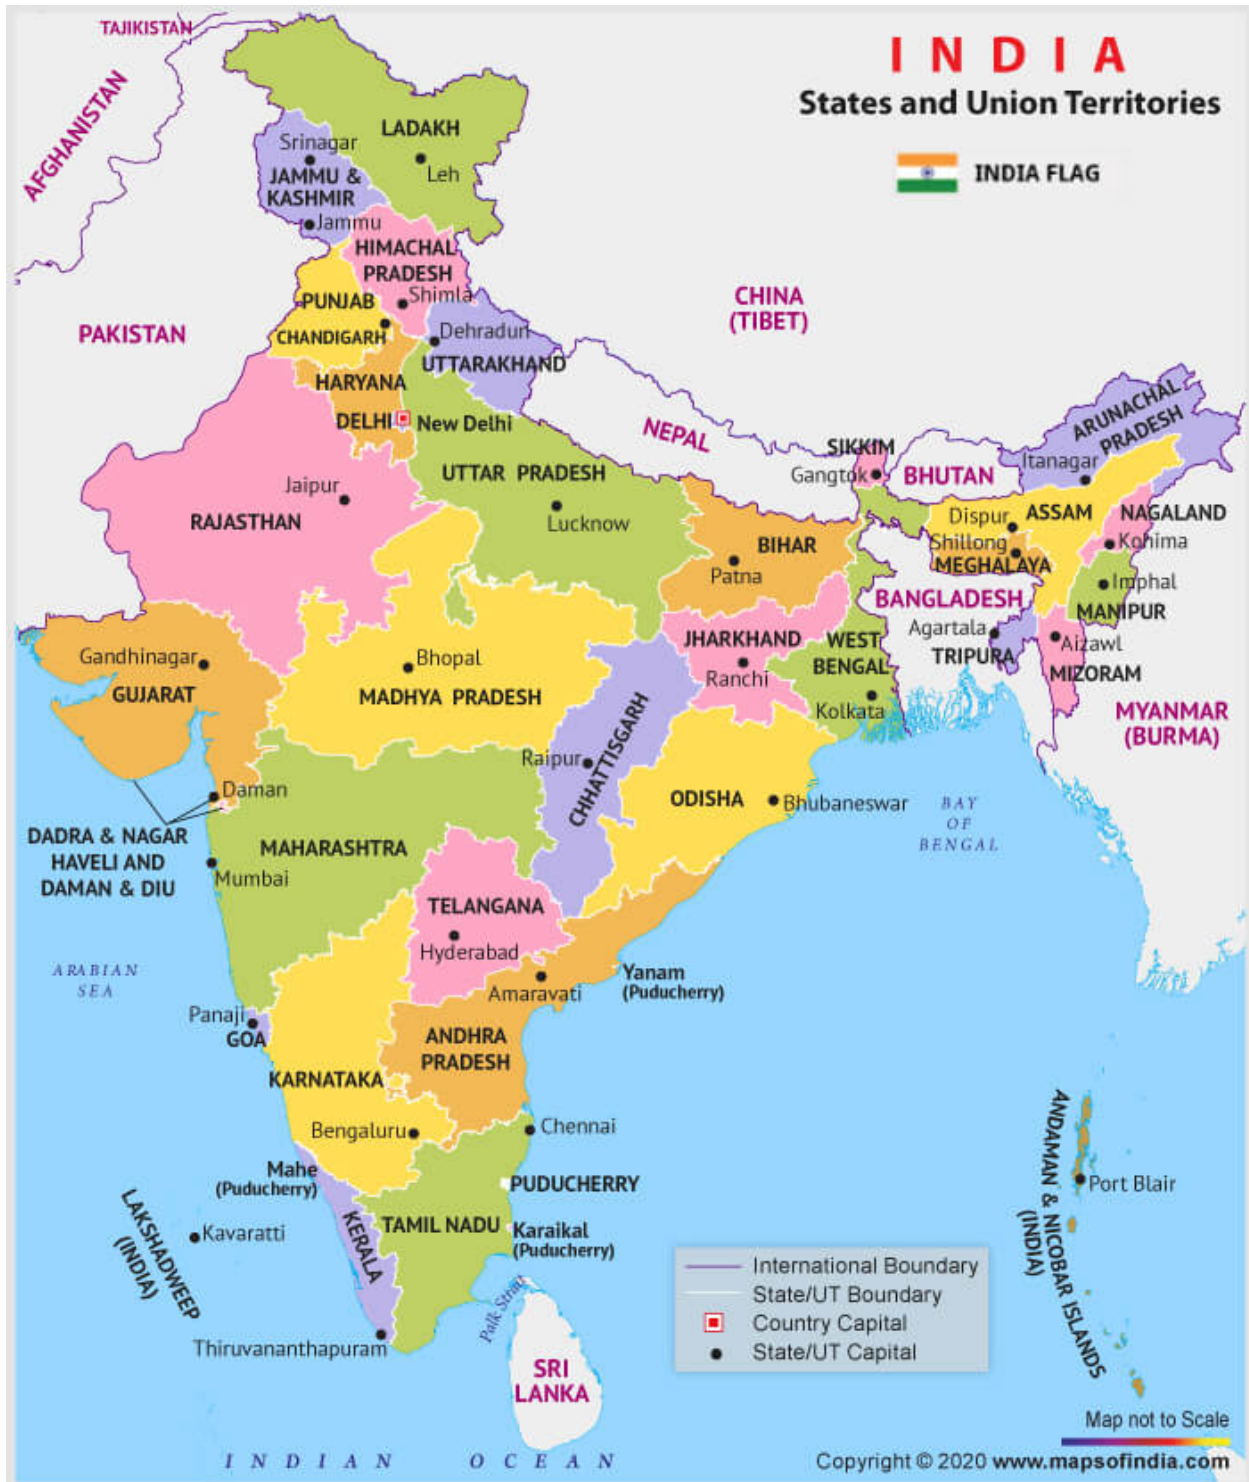 TAJIKISTAN
INDIA
States and Union Territories
INDIA FLAG
AFGHANISTAN
LADAKH
Srinagar
Leh
JAMMU &
KASHMIR
Jammu
HIMACHAL
PRADESH
Shimla
PUNJAB
CHANDIGARH
PAKISTAN
CHINA
(TIBET)
Dehradun
UTTARAKHAND
HARYANA
DELHI
New Delhi
NEPAL
UTTAR PRADESH
Lucknow
SIKKIM
Gangtok
BHUTAN
ARUNACHAL
PRADESH
Itanagar
Jaipur
RAJASTHAN
BIHAR
Patna
Dispur
ASSAM
NAGALAND
Kohima
Shillong
MEGHALAYA
Imphal
MANIPUR
BANGLADESH
Agartala
TRIPURA
Aizawl
MIZORAM
MYANMAR
(BURMA)
Gandhinagar
GUJARAT
Bhopal
MADHYA PRADESH
JHARKHAND
Ranchi
WEST
BENGAL
Kolkata
Raipur
CHHATTISGARH
ODISHA
Bhubaneswar
BAY
OF
BENGAL
Daman
DADRA & NAGAR
HAVELI AND
DAMAN & DIU
MAHARASHTRA
Mumbai
TELANGANA
Hyderabad
ARABIAN
SEA
Amaravati
Yanam
(Puducherry)
Panaji
GOA
ANDHRA
PRADESH
KARNATAKA
Bengaluru
Chennai
Mahe
(Puducherry)
PUDUCHERRY
LAKSHADWEEP
(INDIA)
Kavaratti
KERALA
TAMIL NADU
Karaikal
(Puducherry)
Thiruvananthapuram
Palk Strait
SRI
LANKA
ANDAMAN & NICOBAR ISLANDS
(INDIA)
Port Blair
International Boundary
State/UT Boundary
Country Capital
State/UT Capital
Map not to Scale
INDIAN OCEAN
Copyright © 2020 www.mapsofindia.com